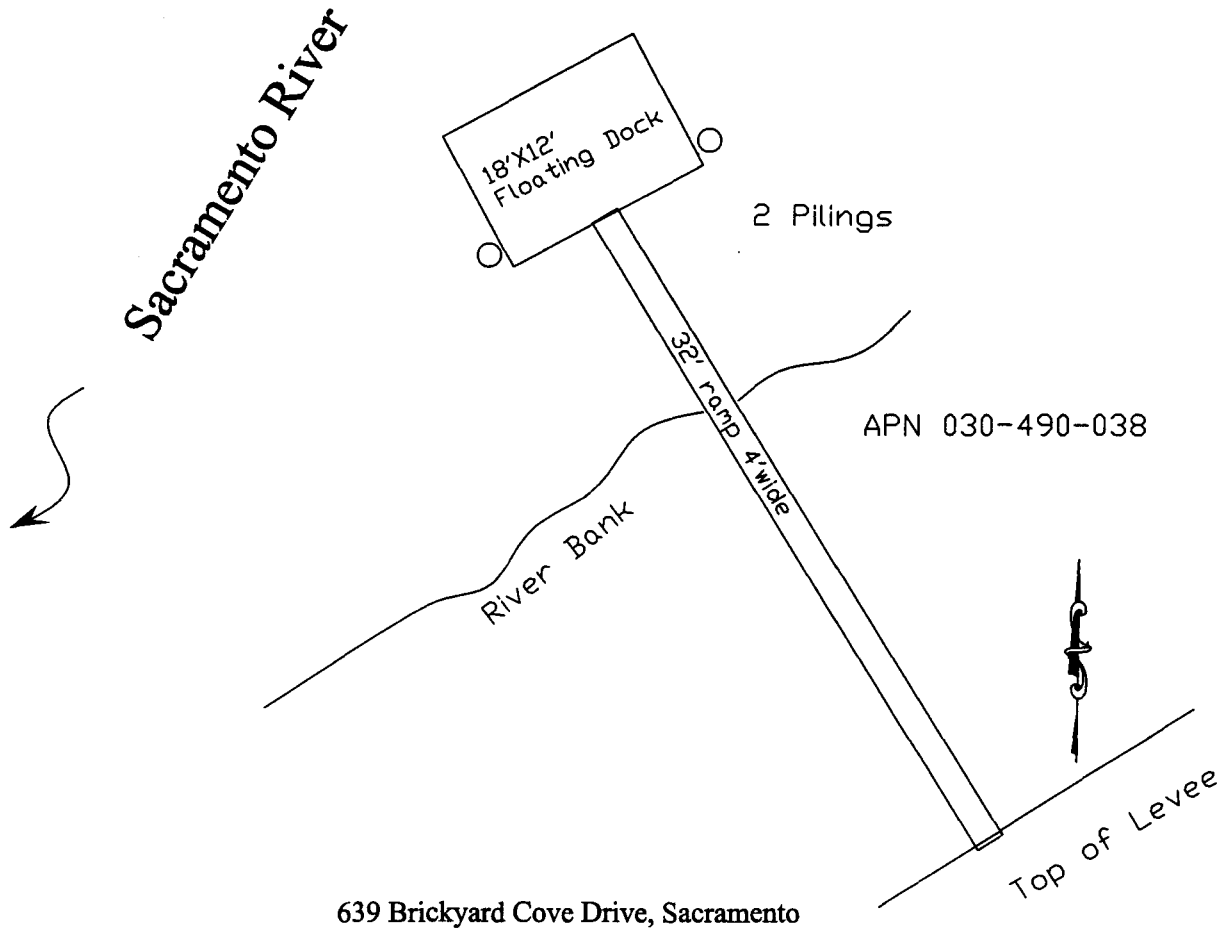 Sacramento River
18'X12'
Floating Dock
2 Pilings
32' ramp 4'wide
APN 030-490-038
River Bank
Top of Levee
639 Brickyard Cove Drive, Sacramento